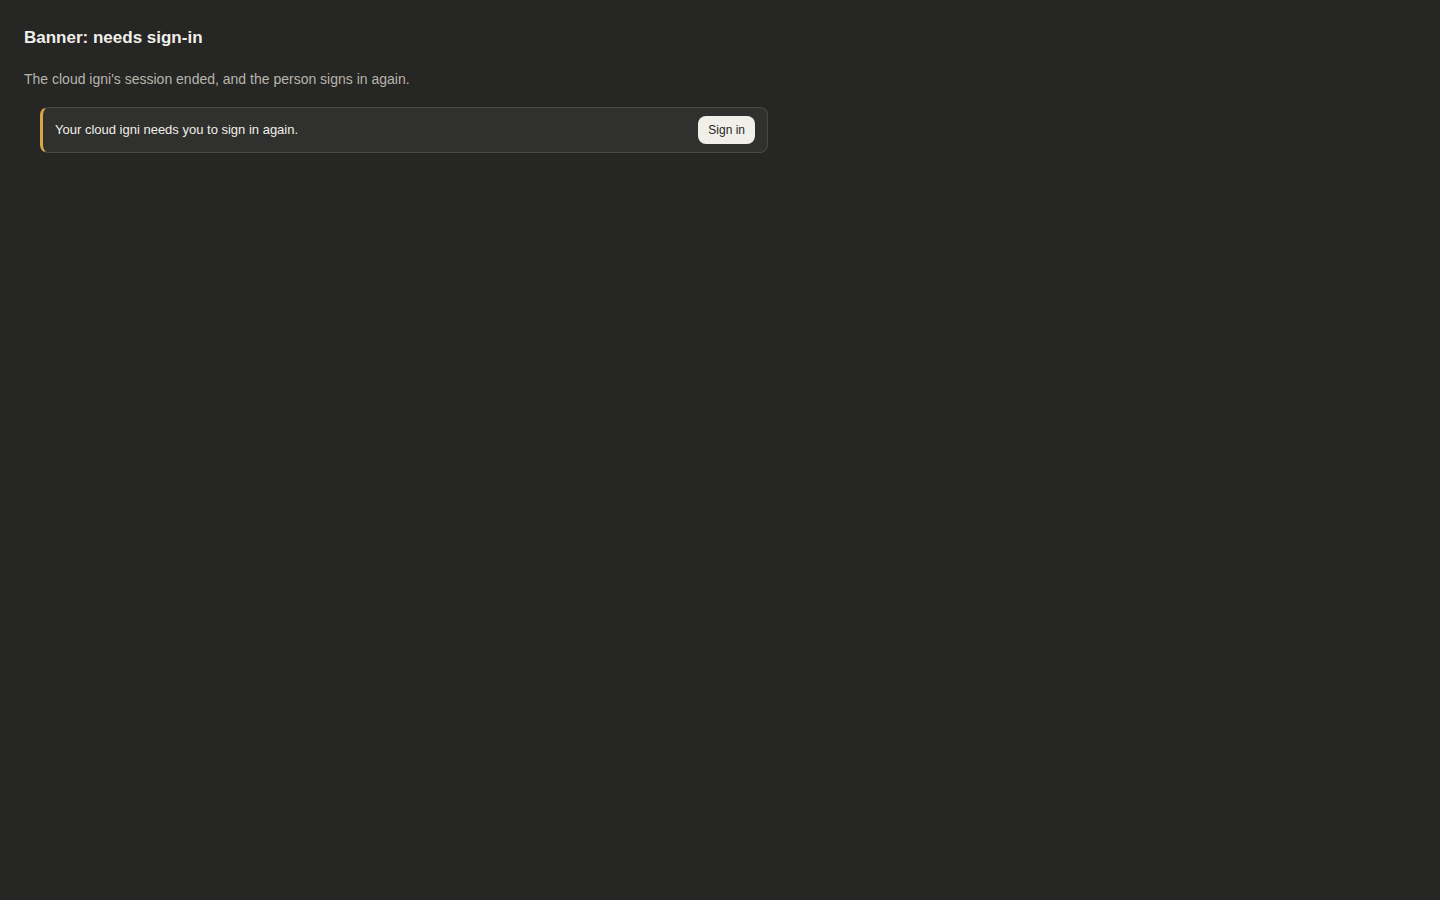 Banner: needs sign-in
The cloud igni's session ended, and the person signs in again.
Your cloud igni needs you to sign in again.
Sign in